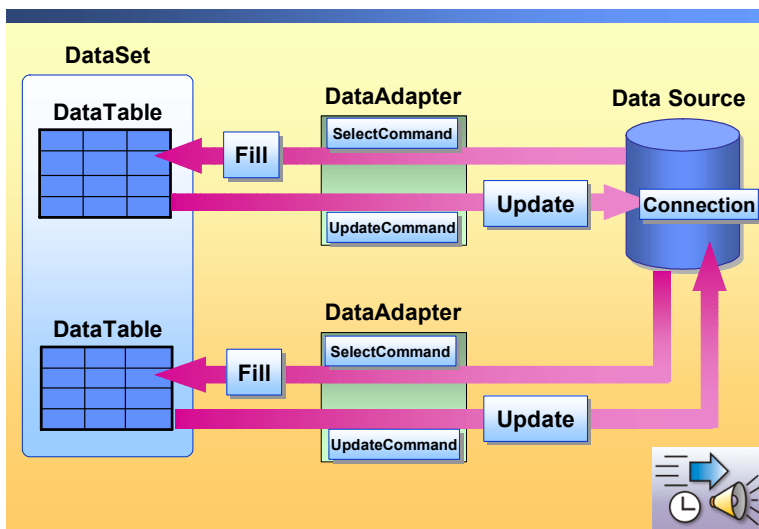 DataSet
DataTable
DataAdapter
Data Source
SelectCommand
Fill
Update
Connection
UpdateCommand
DataTable
DataAdapter
SelectCommand
Fill
Update
UpdateCommand